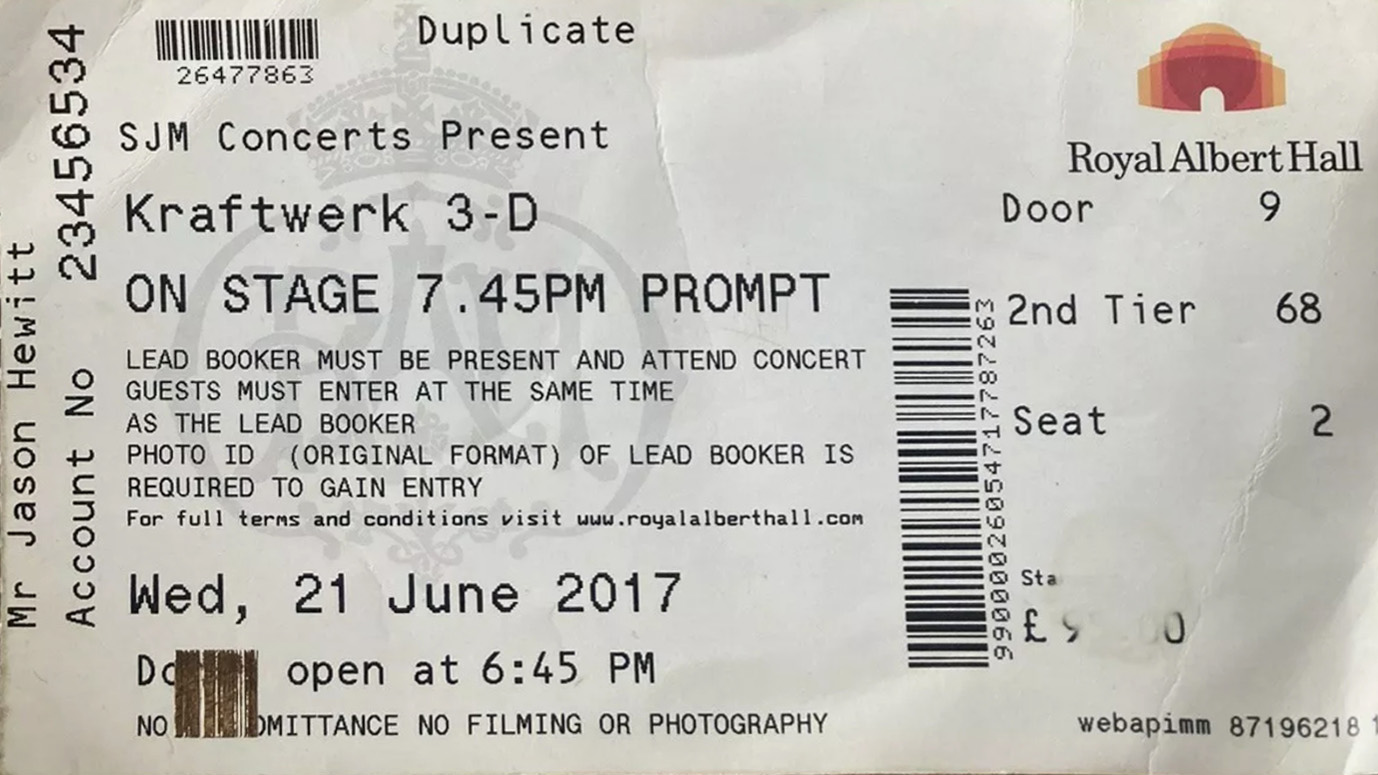 Mr Jason Hewitt
Account No 23456534
26477863
Duplicate
SJM Concerts Present
Kraftwerk 3-D
ON STAGE 7.45PM PROMPT
LEAD BOOKER MUST BE PRESENT AND ATTEND CONCERT
GUESTS MUST ENTER AT THE SAME TIME
AS THE LEAD BOOKER
PHOTO ID (ORIGINAL FORMAT) OF LEAD BOOKER IS
REQUIRED TO GAIN ENTRY
For full terms and conditions visit www.royalalberthall.com
Wed, 21 June 2017
open at 6:45 PM
NO NO FILMING OR PHOTOGRAPHY
Royal Albert Hall
Door 9
2nd Tier 68
Seat 2
99000026054717787263
£
webapimm 87196218